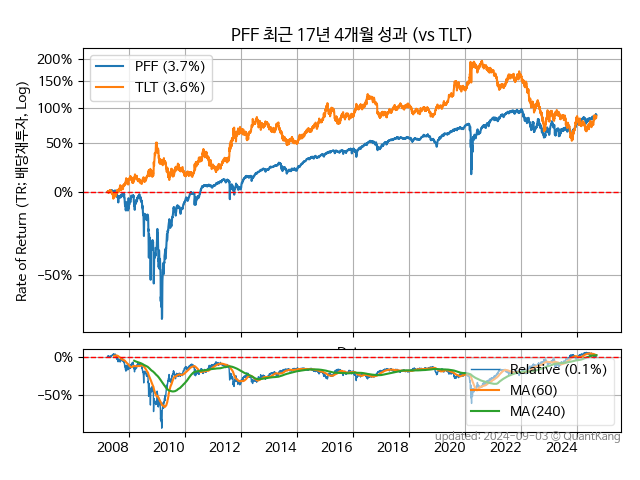 PFF 최근 17년 4개월 성과 (vs TLT)
Rate of Return (TR: 배당재투자, Log)
200%
150%
100%
50%
0%
−50%
PFF (3.7%)
TLT (3.6%)
0%
−50%
Relative (0.1%)
MA(60)
MA(240)
2008 2010 2012 2014 2016 2018 2020 2022 2024
updated: 2024-09-03 © QuantKang